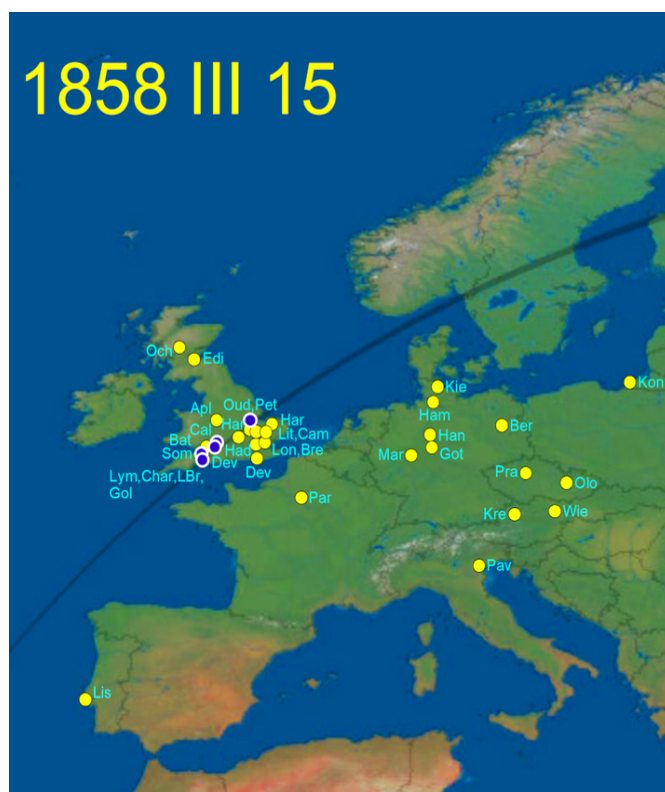 1858 III 15
Och
Edi
Kie
Kon
Apl
Oud,Pet
Ham
Cal
Har
Har
Ber
Bat
Lit,Cam
Han
Som
Had
Lon,Bre
Mar
Got
Dev
Dev
Lym,Char,LBr,
Gol
Pra
Olo
Par
Kre
Wie
Pav
Lis